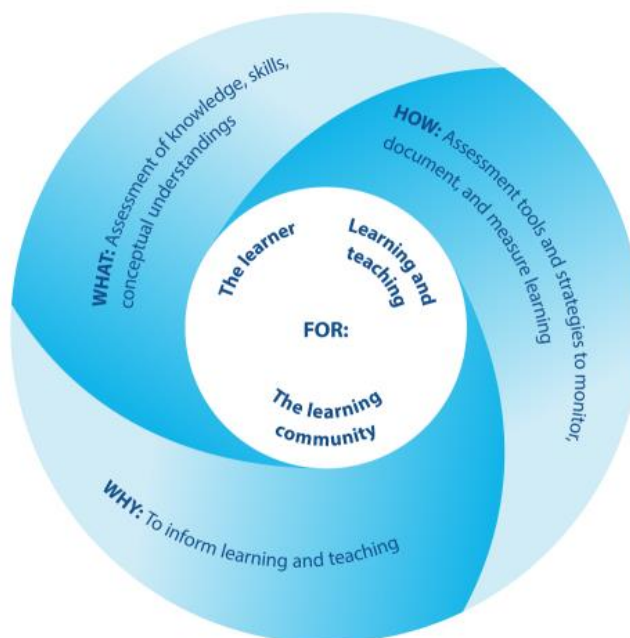 WHAT: Assessment of knowledge, skills,
conceptual understandings
HOW: Assessment tools and strategies to monitor,
document, and measure learning
The learner
Learning and
teaching
FOR:
The learning
community
WHY: To inform learning and teaching